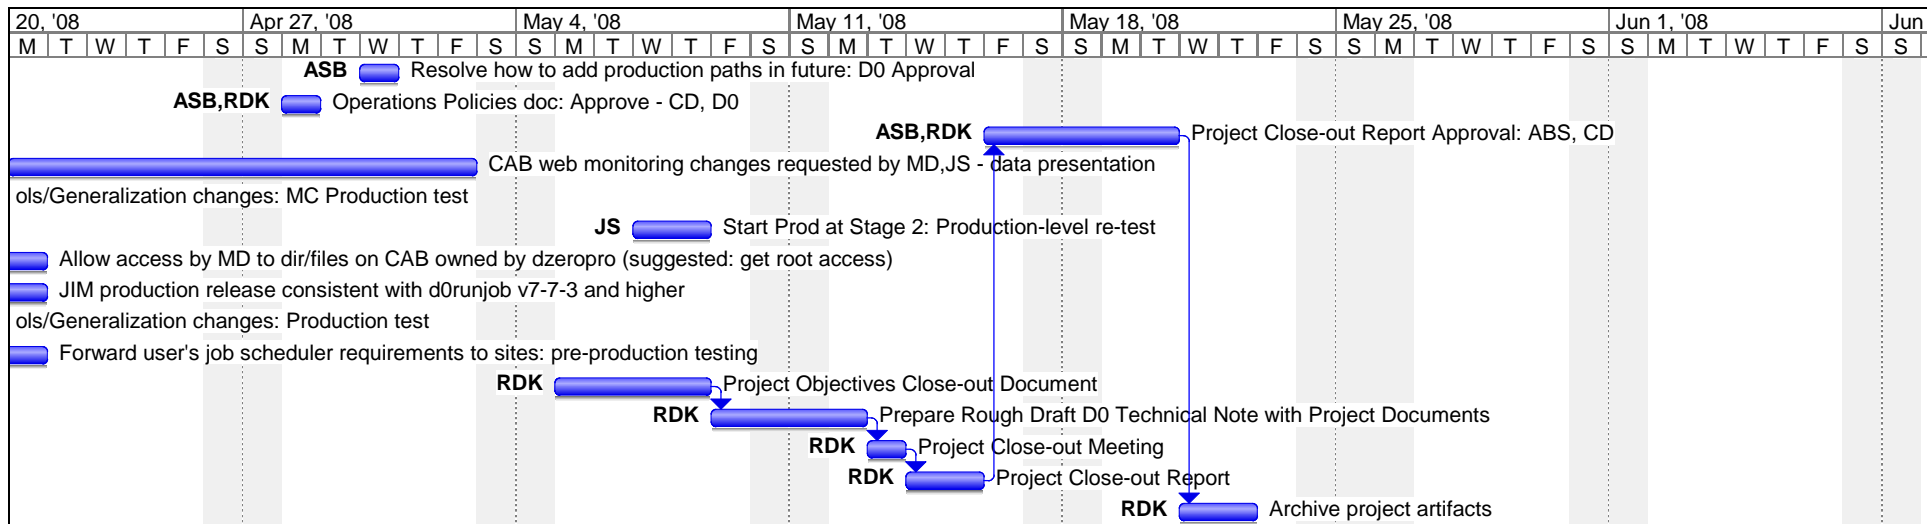 20, '08 Apr 27, '08 May 4, '08 May 11, '08 May 18, '08 May 25, '08 Jun 1, '08 Jun
M T W T F S S M T W T F S S M T W T F S S M T W T F S S M T W T F S S M T W T F S S M T W T F S S
ASB Resolve how to add production paths in future: D0 Approval
ASB,RDK Operations Policies doc: Approve - CD, D0
ASB,RDK Project Close-out Report Approval: ABS, CD
CAB web monitoring changes requested by MD,JS - data presentation
ols/Generalization changes: MC Production test
JS Start Prod at Stage 2: Production-level re-test
Allow access by MD to dir/files on CAB owned by dzeropro (suggested: get root access)
JIM production release consistent with d0runjob v7-7-3 and higher
ols/Generalization changes: Production test
Forward user's job scheduler requirements to sites: pre-production testing
RDK Project Objectives Close-out Document
RDK Prepare Rough Draft D0 Technical Note with Project Documents
RDK Project Close-out Meeting
RDK Project Close-out Report
RDK Archive project artifacts